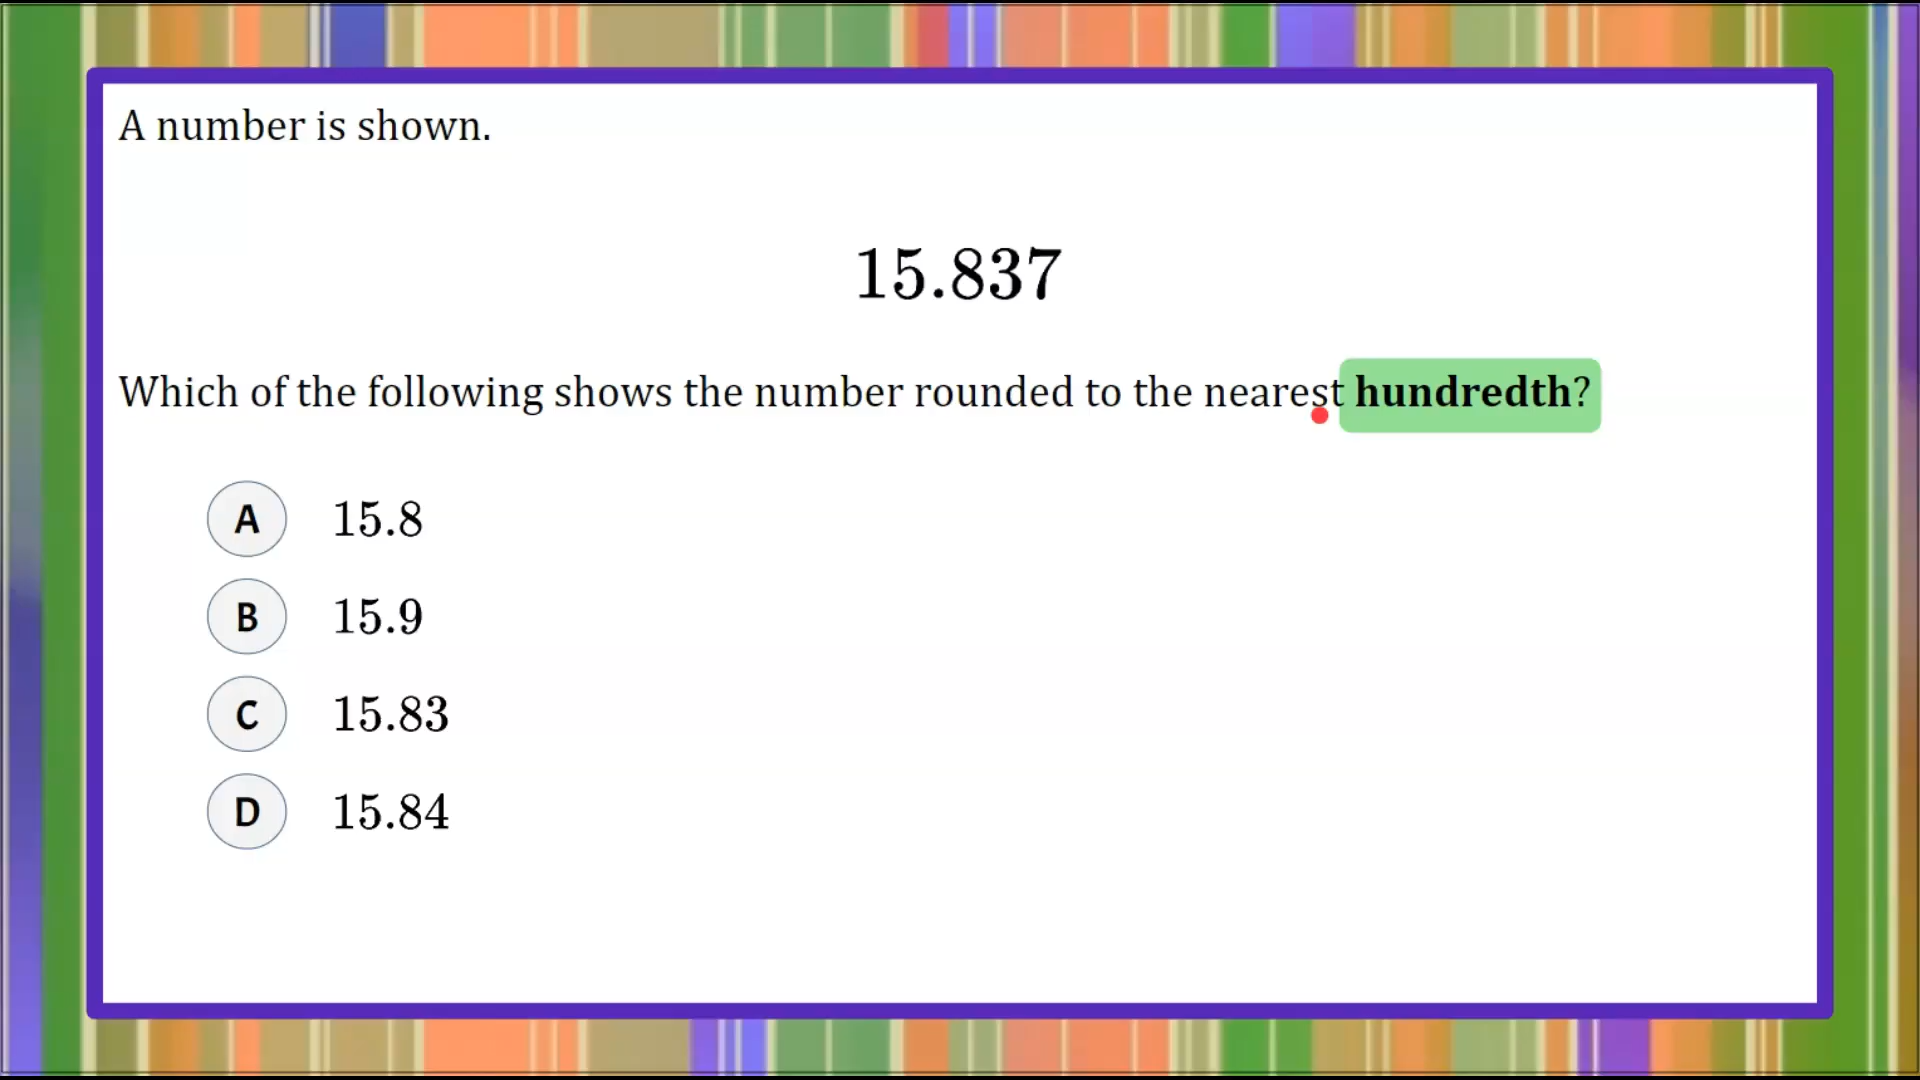 A number is shown.
15.837
Which of the following shows the number rounded to the nearest hundredth?
A 15.8
B 15.9
C 15.83
D 15.84